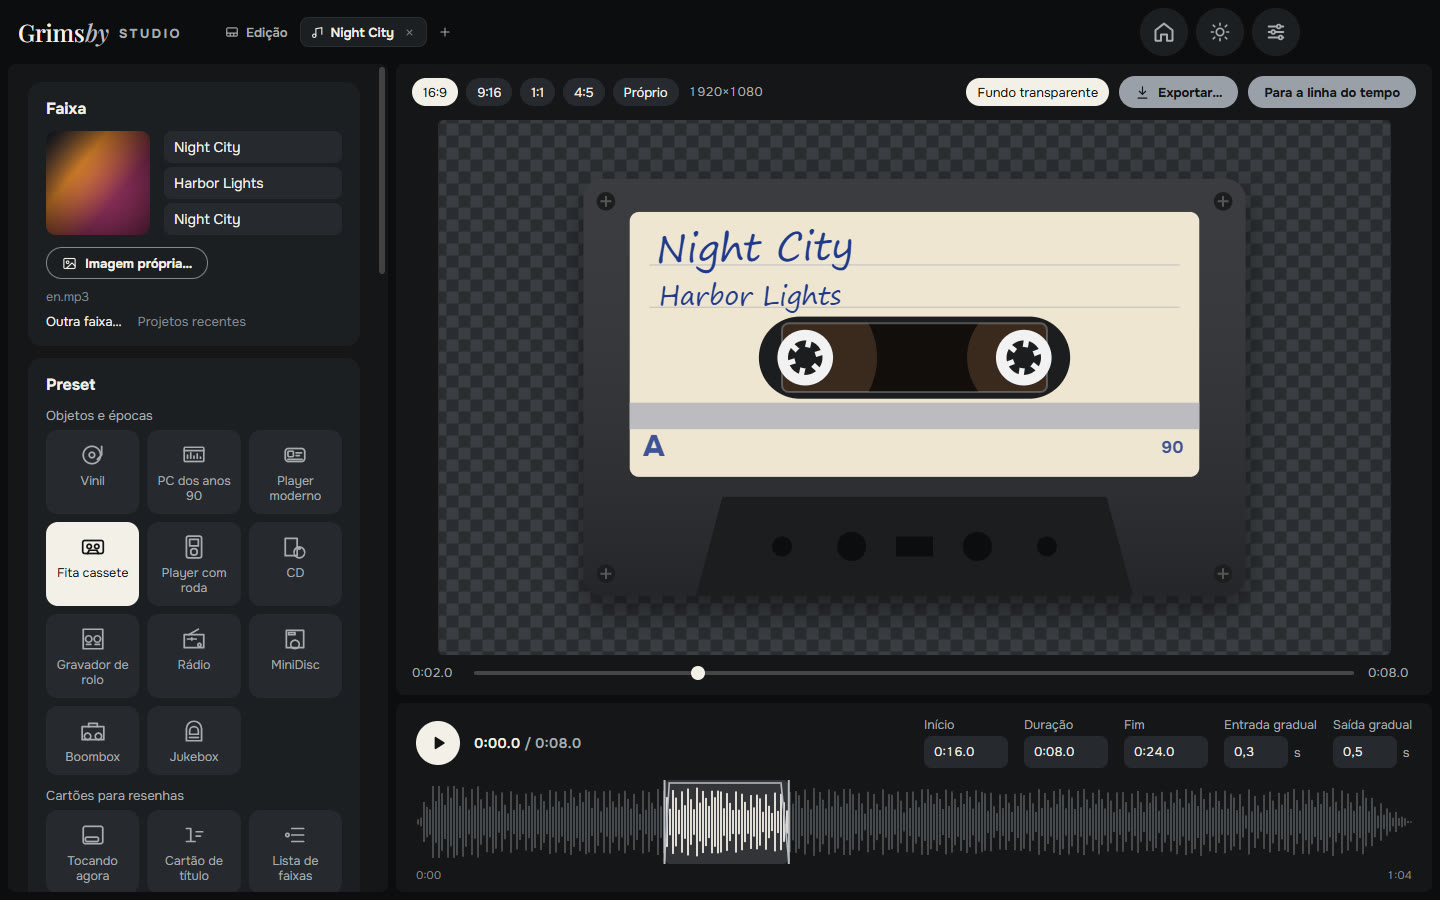 Grimsby STUDIO
Edição
Night City ×
+
Faixa
Night City
Harbor Lights
Night City
Imagem própria...
en.mp3
Outra faixa... Projetos recentes
Preset
Objetos e épocas
Vinil
PC dos anos
90
Player
moderno
Fita cassete
Player com
roda
CD
Gravador de
rolo
Rádio
MiniDisc
Boombox
Jukebox
Cartões para resenhas
Tocando
agora
Cartão de
título
Lista de
faixas
16:9 9:16 1:1 4:5 Próprio 1920×1080
Fundo transparente Exportar... Para a linha do tempo
Night City
Harbor Lights
A 90
0:02.0 0:08.0
0:00.0 / 0:08.0
Início Duração Fim Entrada gradual Saída gradual
0:16.0 0:08.0 0:24.0 0,3 s 0,5 s
0:00 1:04